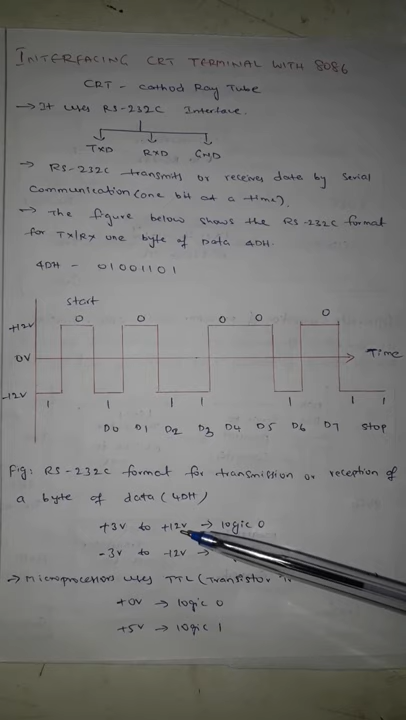 INTERFACING CRT TERMINAL WITH 8086
CRT - Cathod Ray Tube
→ It uses RS-232C Interface.
TXD RXD GND
→ RS-232C transmits or receives data by serial
communication (one bit at a time).
→ The figure below shows the RS-232C format
for TX/RX one byte of Data 4DH.
4DH - 01001101
start
+12V 0 0 0 0 0
0V Time
-12V 1 1 1 1 1 1
D0 D1 D2 D3 D4 D5 D6 D7 stop
Fig: RS-232C format for transmission or reception of
a byte of data (4DH)
+3V to +12V → logic 0
-3V to -12V →
→ Microprocessors uses TTL (Transistor
+0V → logic 0
+5V → logic 1